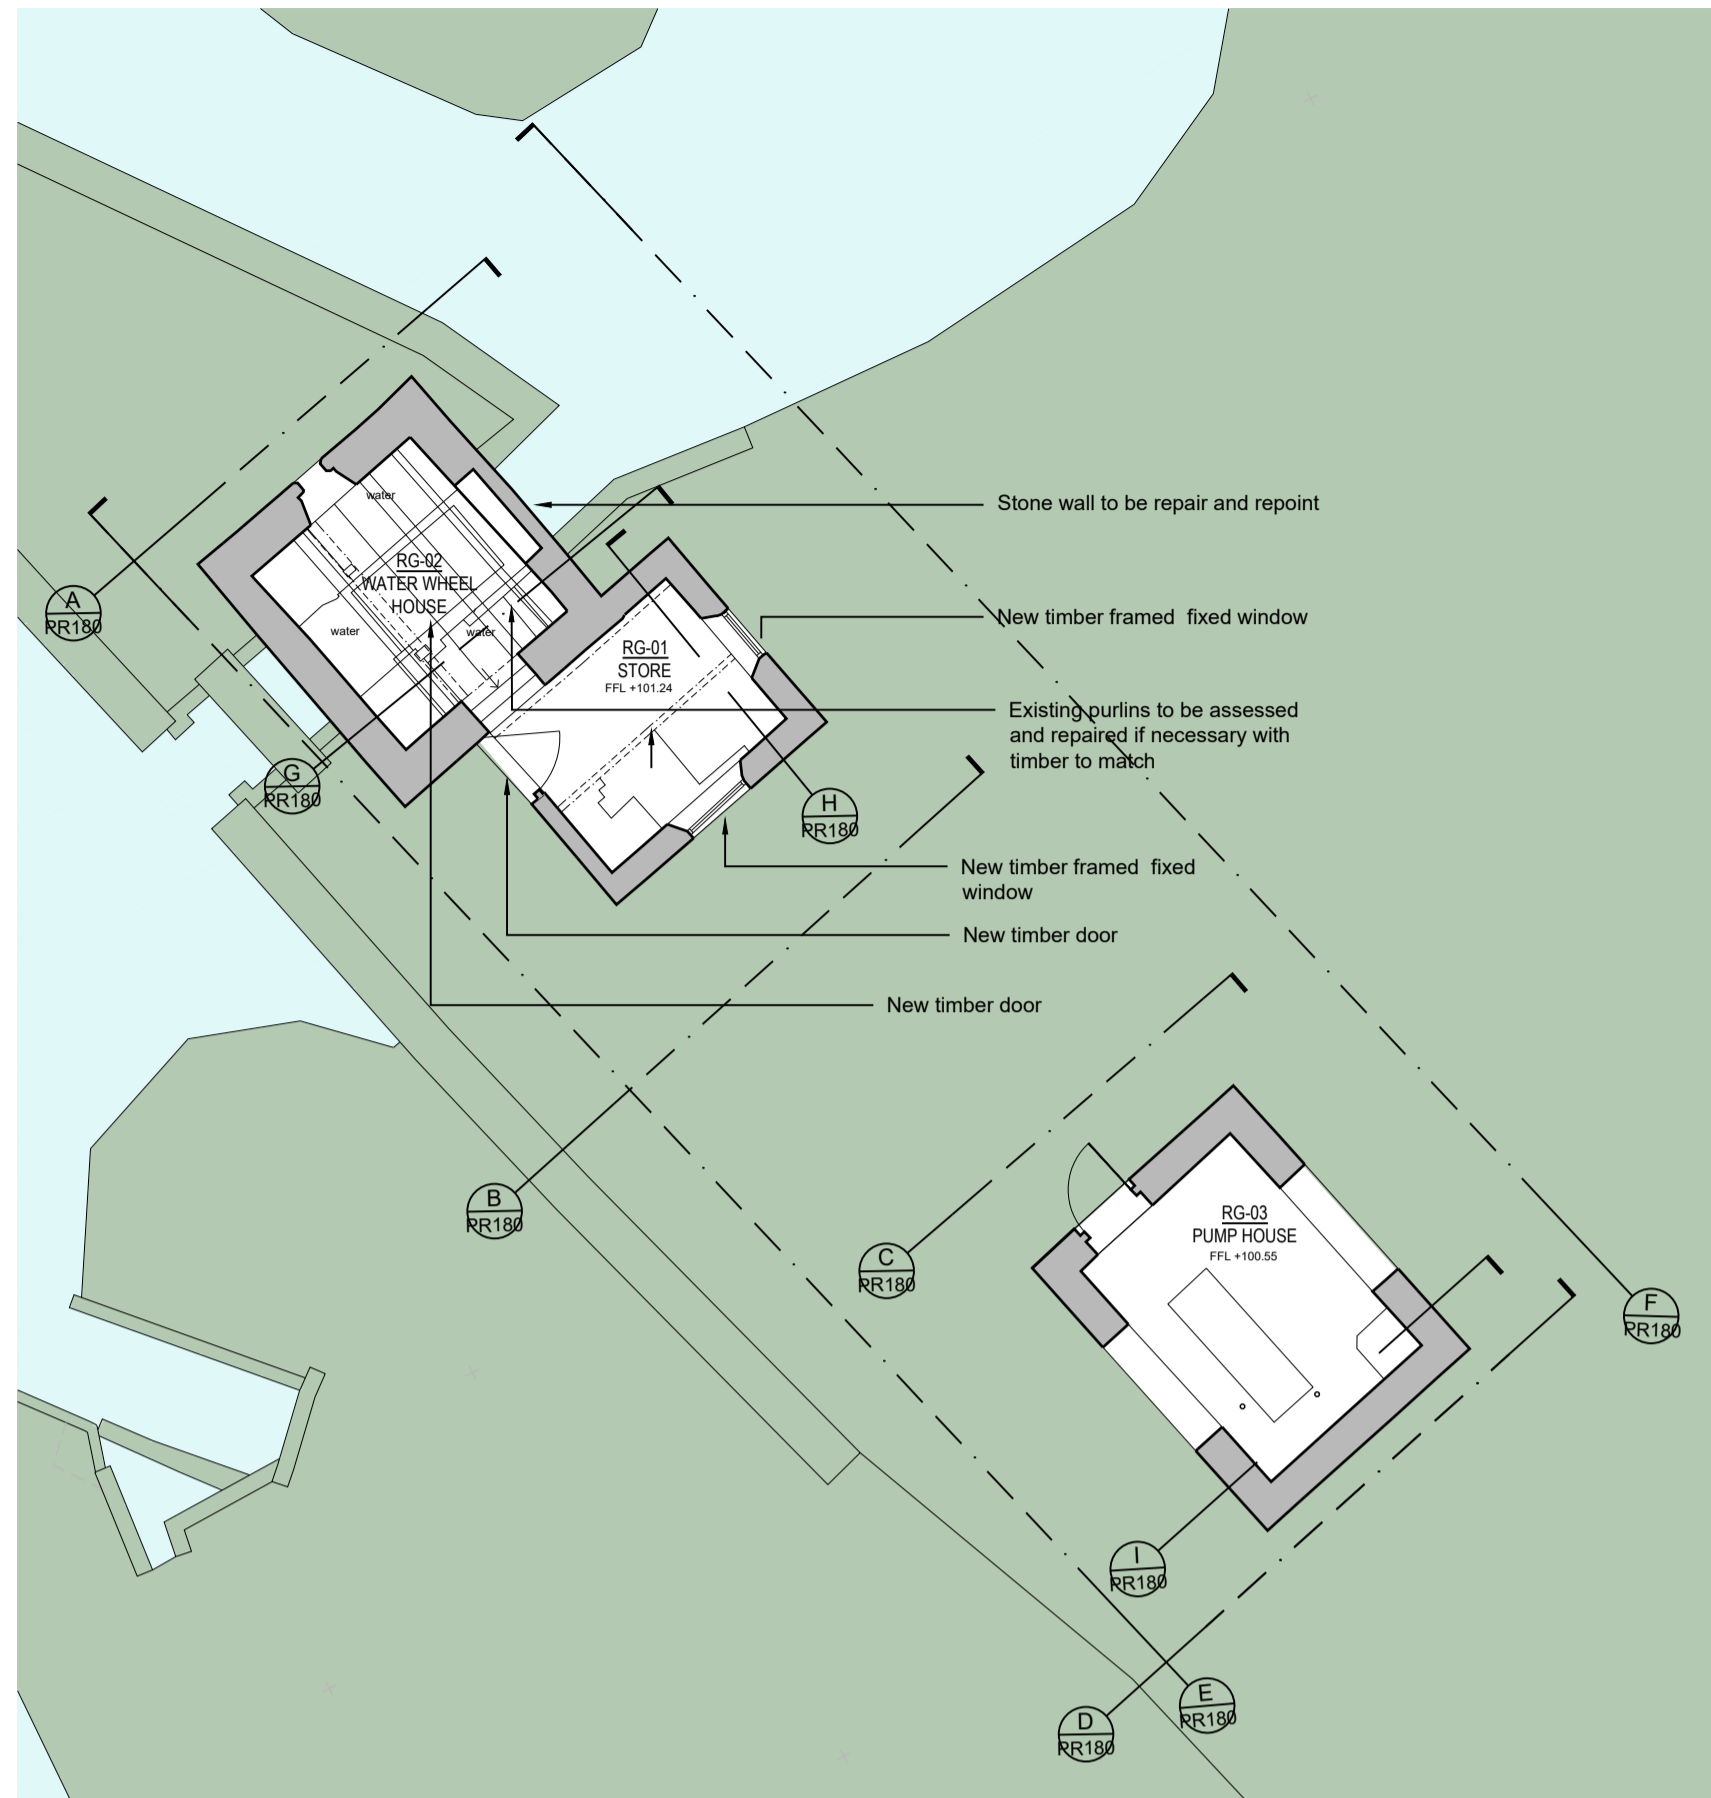 water
Stone wall to be repair and repoint
RG-02
WATER WHEEL
HOUSE
A
PR180
water
water
New timber framed  fixed window
RG-01
STORE
FFL +101.24
Existing purlins to be assessed
and repaired if necessary with
timber to match
G
PR180
H
PR180
New timber framed  fixed
window
New timber door
New timber door
B
PR180
C
PR180
RG-03
PUMP HOUSE
FFL +100.55
F
PR180
I
PR180
E
PR180
D
PR180